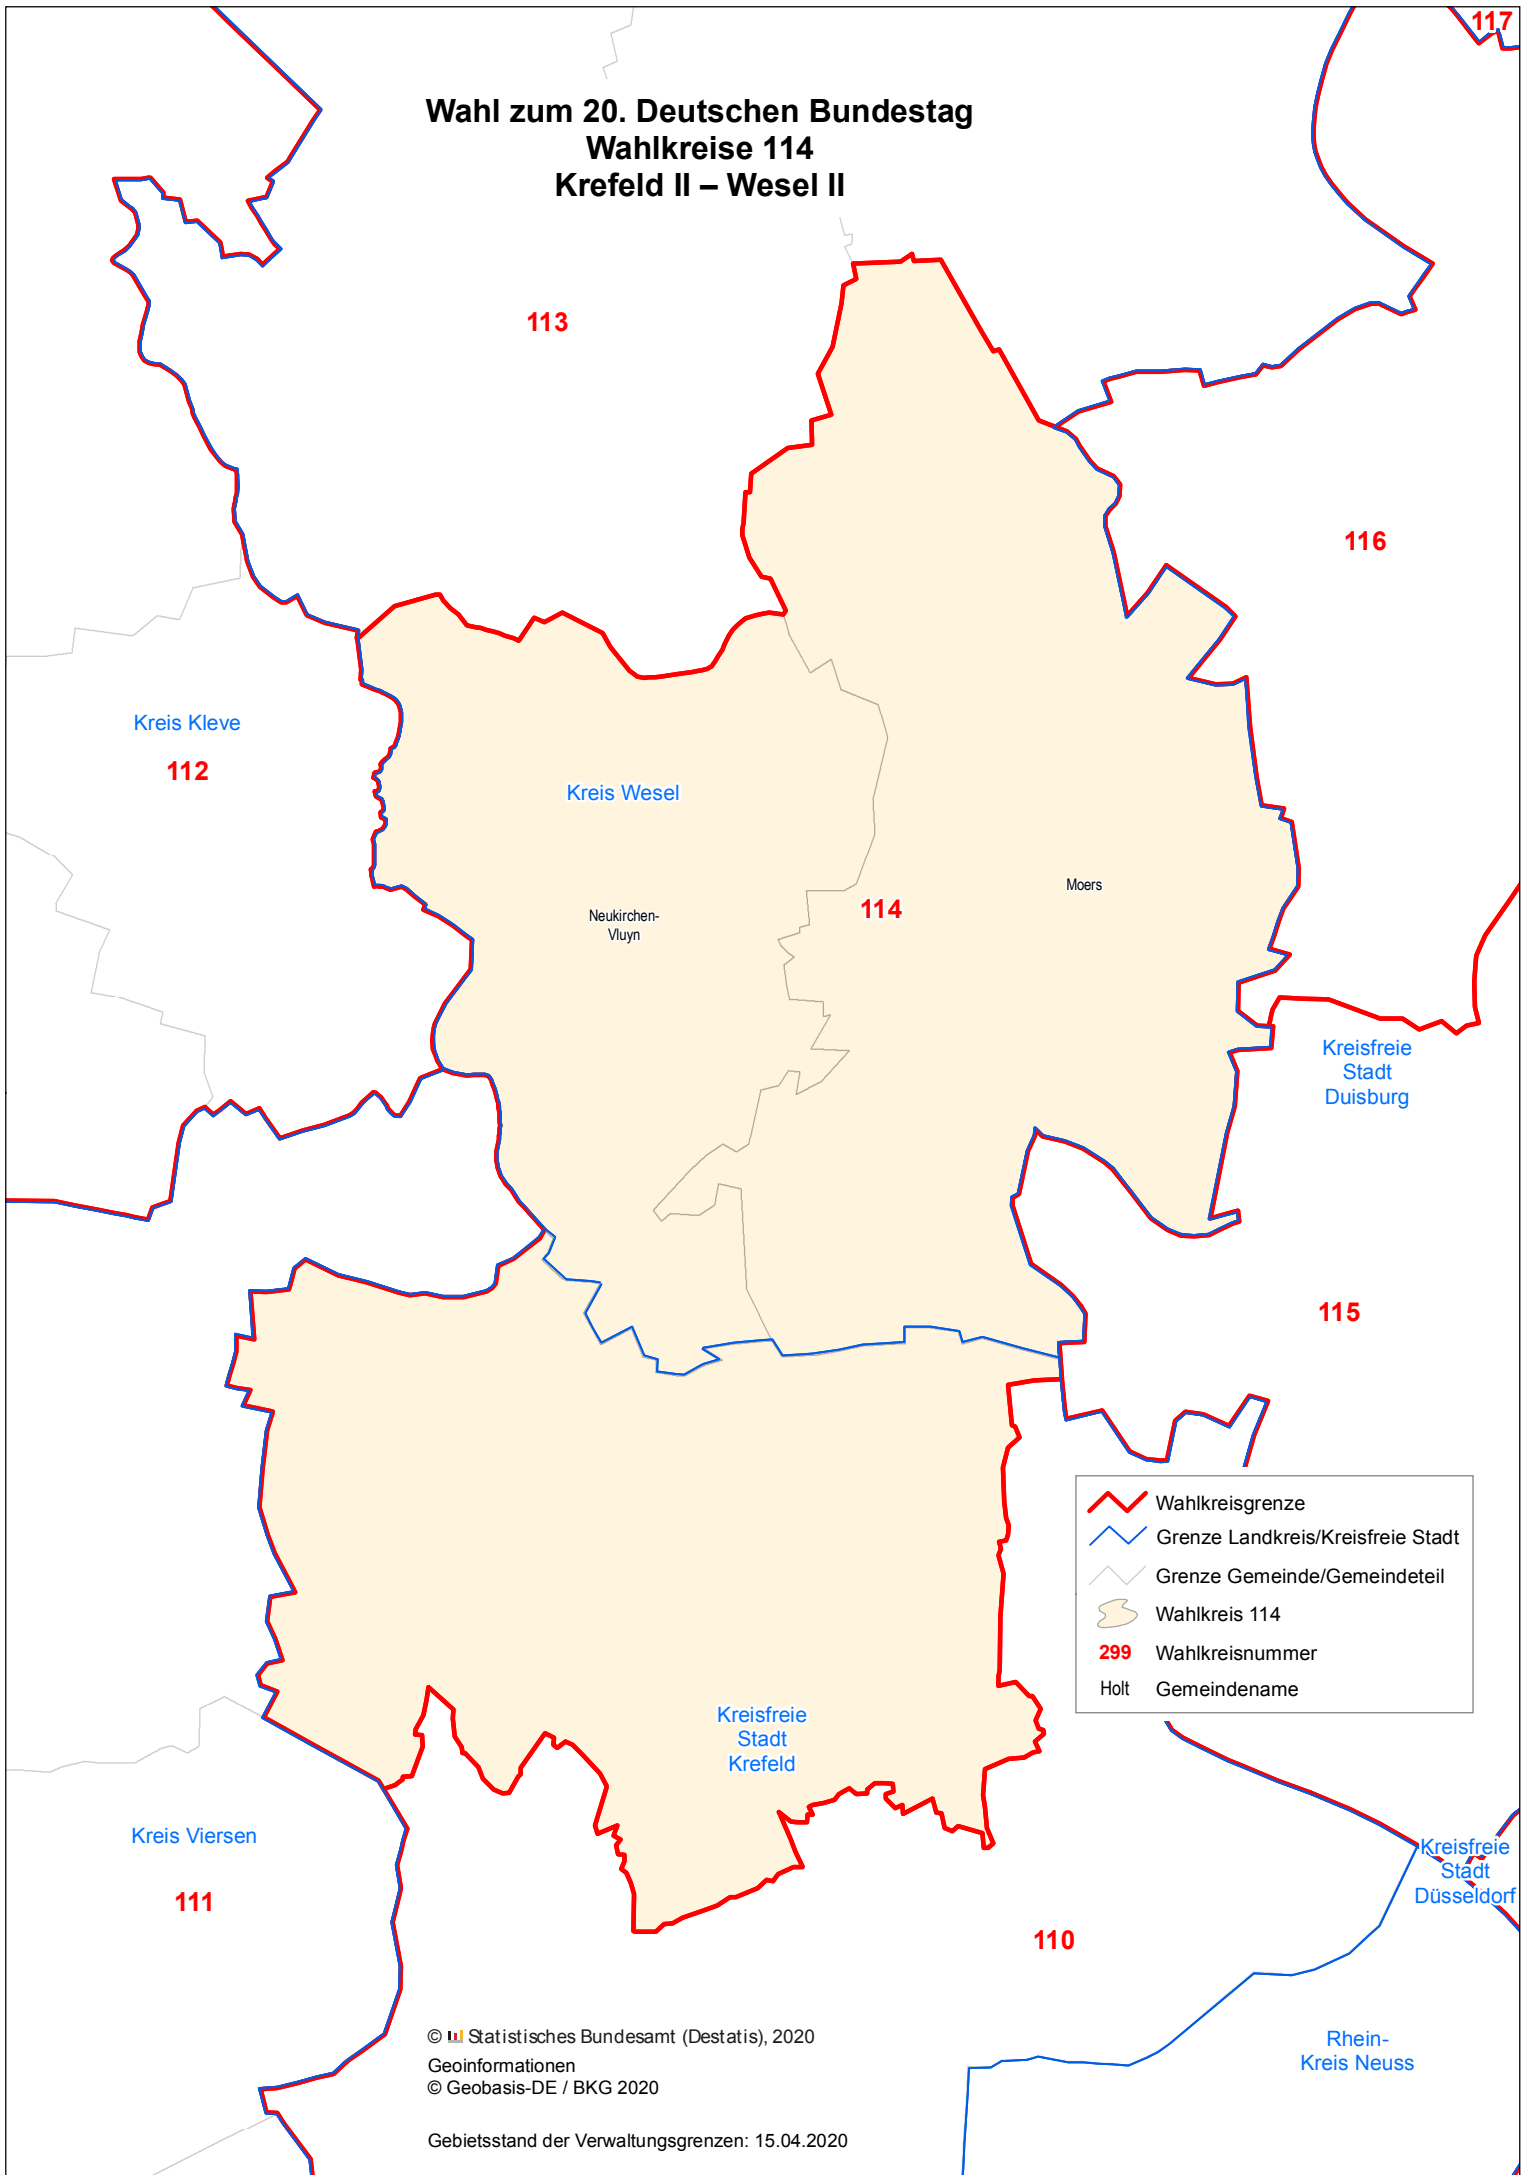 117
Wahl zum 20. Deutschen Bundestag
Wahlkreise 114
Krefeld II – Wesel II
113
116
Kreis Kleve
112
Kreis Wesel
Moers
114
Neukirchen-
Vluyn
Kreisfreie
Stadt
Duisburg
115
Wahlkreisgrenze
Grenze Landkreis/Kreisfreie Stadt
Grenze Gemeinde/Gemeindeteil
Wahlkreis 114
299 Wahlkreisnummer
Holt Gemeindename
Kreisfreie
Stadt
Krefeld
Kreis Viersen
111
Kreisfreie
Stadt
Düsseldorf
110
© Statistisches Bundesamt (Destatis), 2020
Geoinformationen
© Geobasis-DE / BKG 2020
Rhein-
Kreis Neuss
Gebietsstand der Verwaltungsgrenzen: 15.04.2020